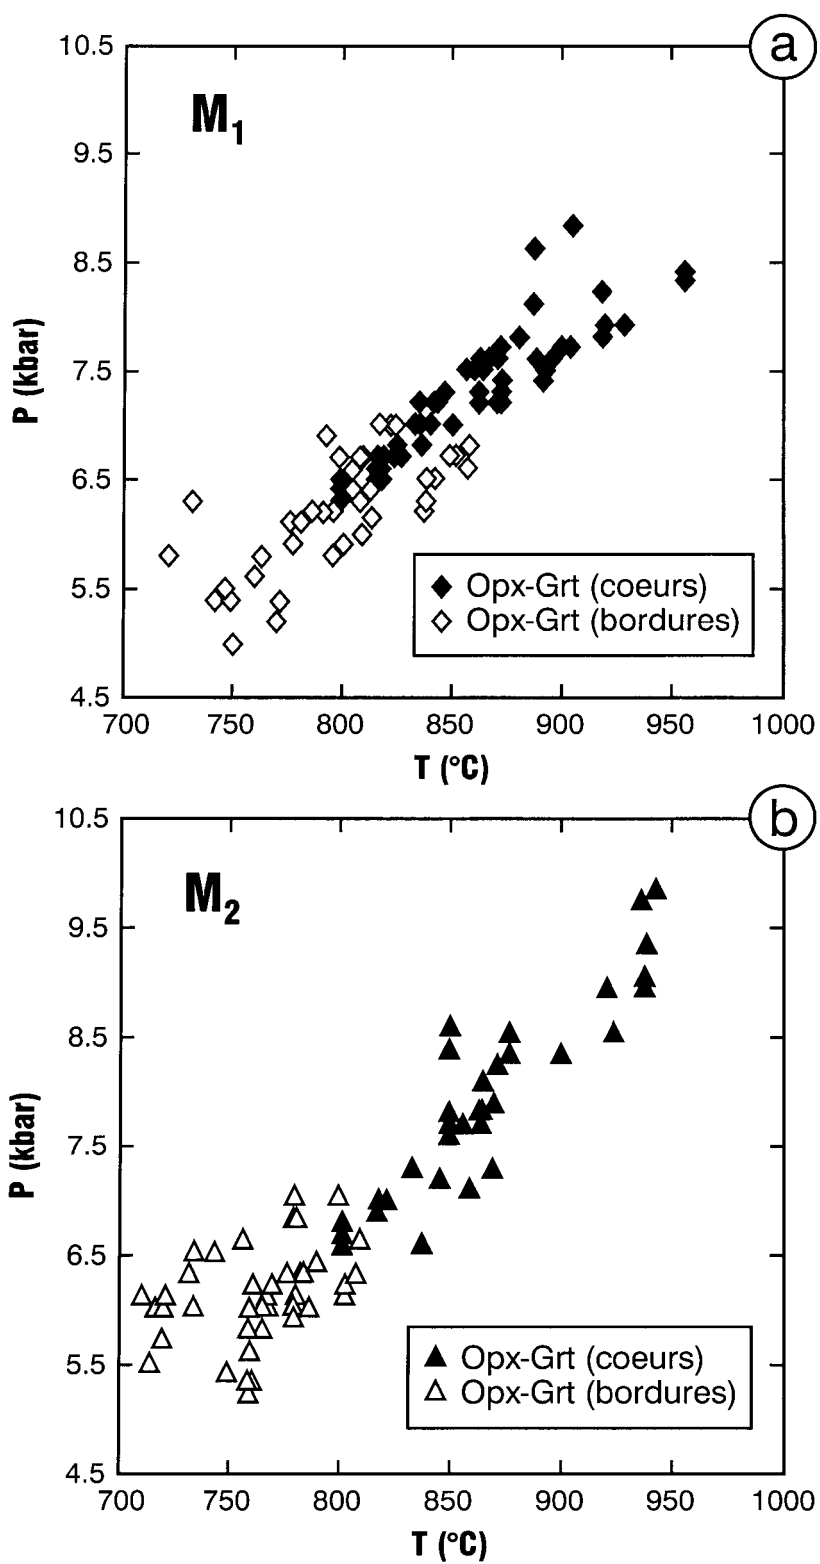 a
10.5
M1
9.5
8.5
P (kbar)
7.5
6.5
5.5
Opx-Grt (coeurs)
Opx-Grt (bordures)
4.5
700 750 800 850 900 950 1000
T (°C)
b
10.5
M2
9.5
8.5
P (kbar)
7.5
6.5
5.5
Opx-Grt (coeurs)
Opx-Grt (bordures)
4.5
700 750 800 850 900 950 1000
T (°C)